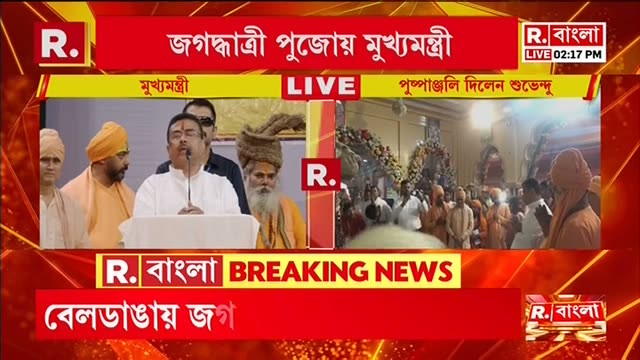 R.
জগদ্ধাত্রী পুজোয় মুখ্যমন্ত্রী
R. বাংলা
LIVE 02:17 PM
মুখ্যমন্ত্রী
LIVE
পুষ্পাঞ্জলি দিলেন শুভেন্দু
R.
R. বাংলা BREAKING NEWS
বেলডাঙায় জগ
R. বাংলা